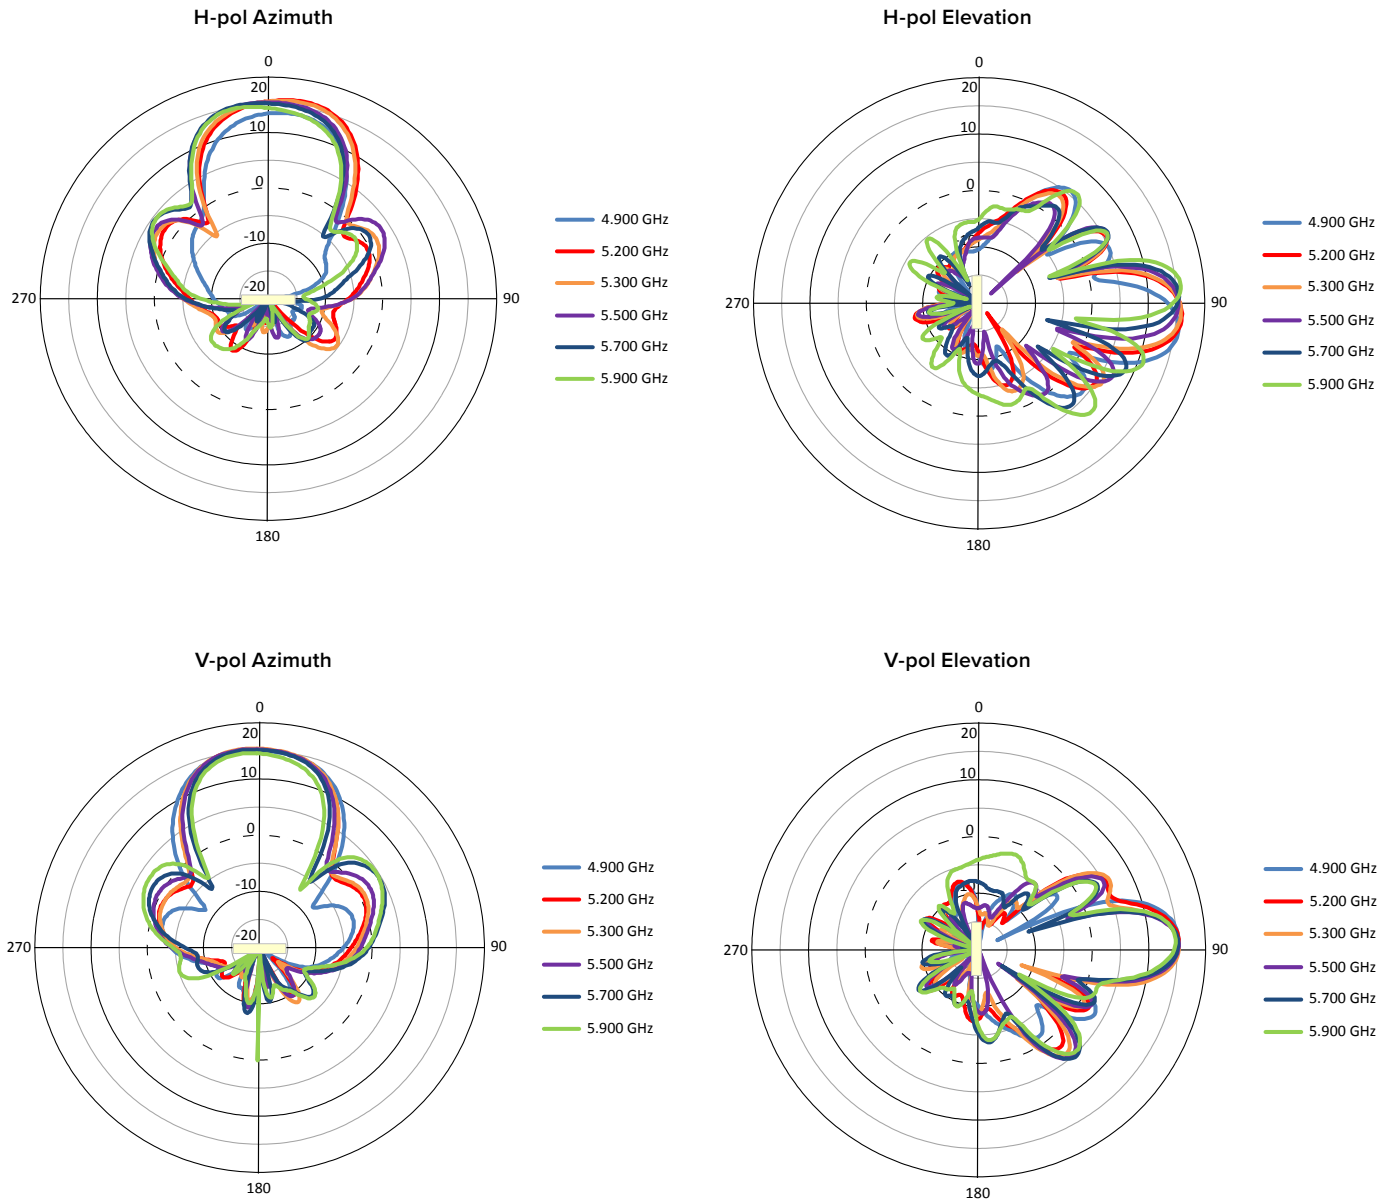 H-pol Azimuth
0
20
10
0
-10
-20
270
90
180
4.900 GHz
5.200 GHz
5.300 GHz
5.500 GHz
5.700 GHz
5.900 GHz
H-pol Elevation
0
20
10
0
270
90
180
4.900 GHz
5.200 GHz
5.300 GHz
5.500 GHz
5.700 GHz
5.900 GHz
V-pol Azimuth
0
20
10
0
-10
-20
270
90
180
4.900 GHz
5.200 GHz
5.300 GHz
5.500 GHz
5.700 GHz
5.900 GHz
V-pol Elevation
0
20
10
0
270
90
180
4.900 GHz
5.200 GHz
5.300 GHz
5.500 GHz
5.700 GHz
5.900 GHz